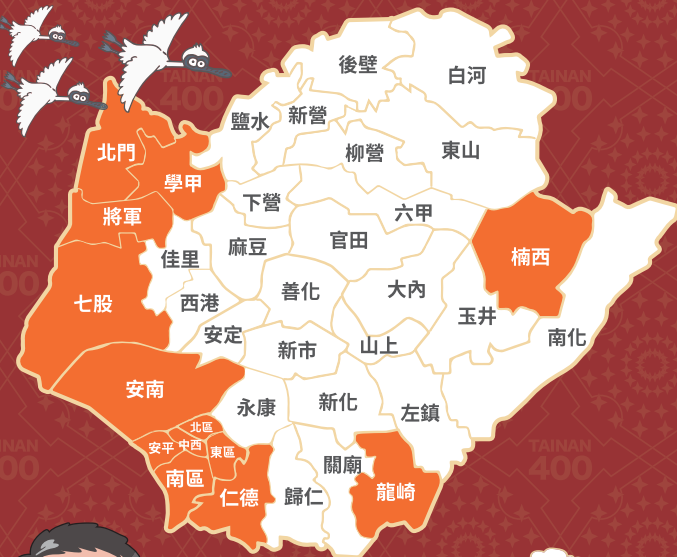 TAINAN
400
TAINAN
400
後壁
白河
鹽水
新營
柳營
東山
北門
學甲
下營
六甲
將軍
麻豆
官田
楠西
佳里
善化
大內
七股
西港
玉井
安定
南化
新市
山上
安南
永康
新化
左鎮
北區
安平
中西
東區
關廟
南區
仁德
歸仁
龍崎
TAINAN
400